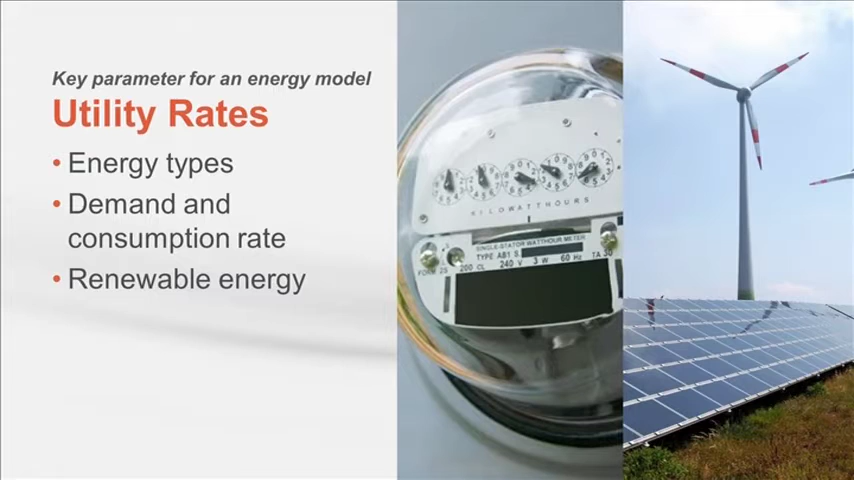 Key parameter for an energy model
Utility Rates
• Energy types
• Demand and
consumption rate
• Renewable energy
KILOWATTHOURS
SINGLE-STATOR WATTHOUR METER
TYPE AB1 S.
FORM 2S 200 CL 240 V 3 W 60 Hz TA 30